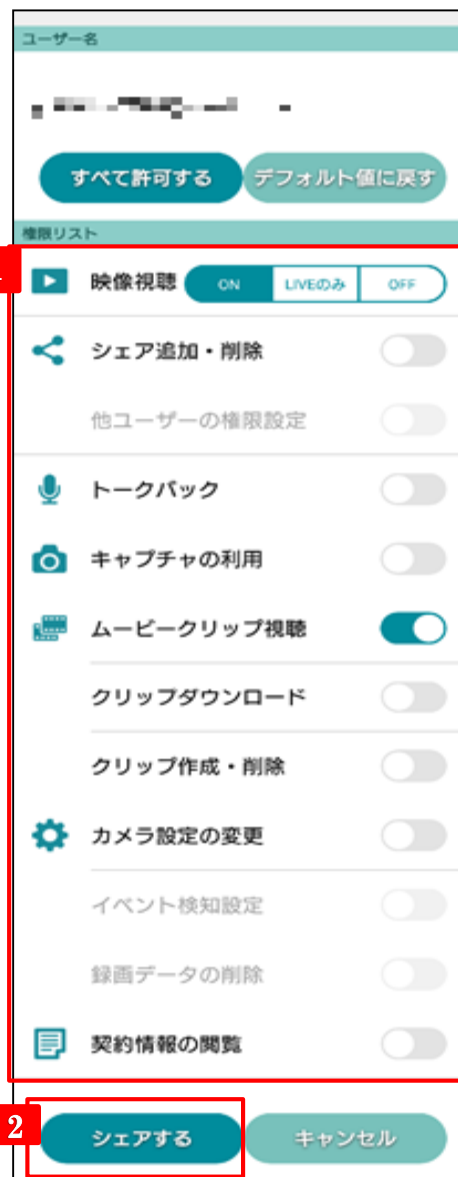 ユーザー名
すべて許可する デフォルト値に戻す
権限リスト
映像視聴 ON LIVEのみ OFF
シェア追加・削除
他ユーザーの権限設定
トークバック
キャプチャの利用
ムービークリップ視聴
クリップダウンロード
クリップ作成・削除
カメラ設定の変更
イベント検知設定
録画データの削除
契約情報の閲覧
2 シェアする キャンセル